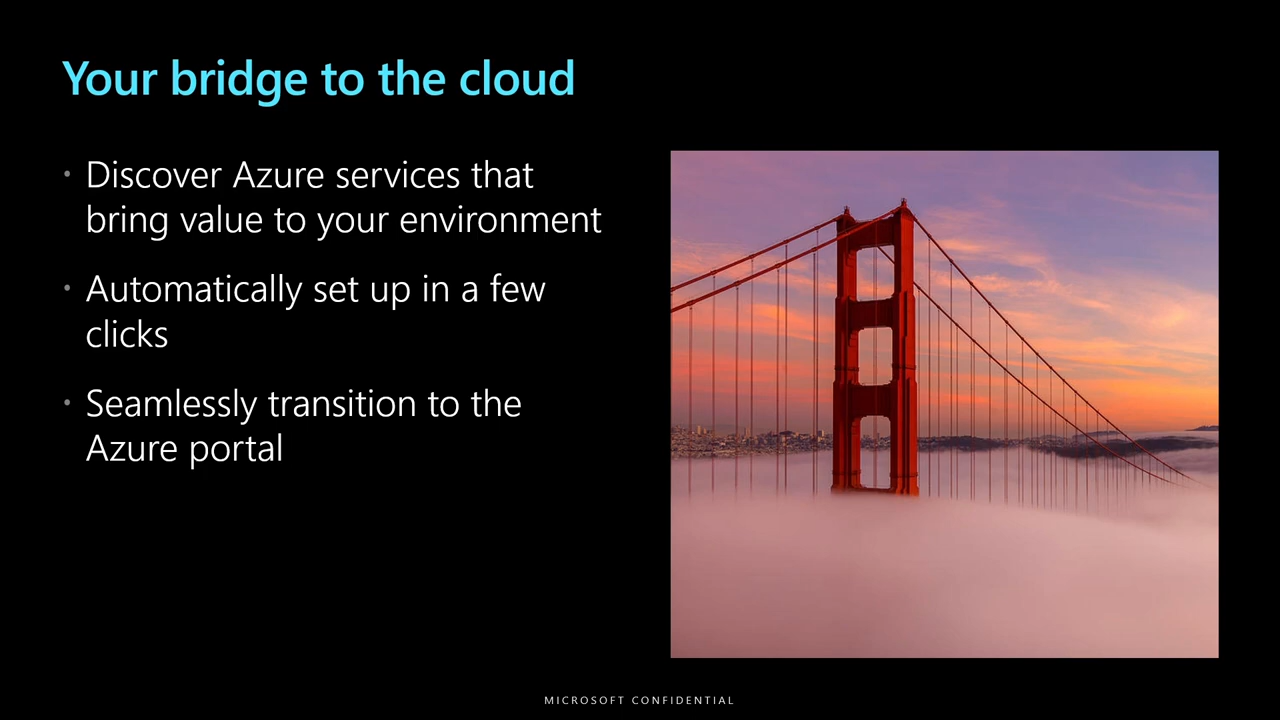 Your bridge to the cloud
• Discover Azure services that
bring value to your environment
• Automatically set up in a few
clicks
• Seamlessly transition to the
Azure portal
MICROSOFT CONFIDENTIAL